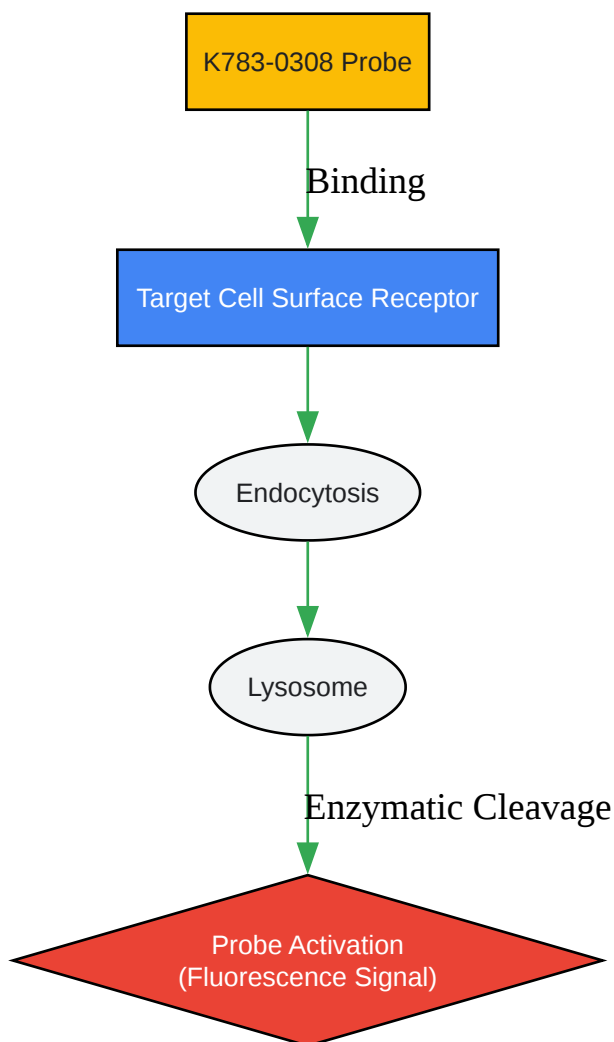 K783-0308 Probe
Binding
Target Cell Surface Receptor
Endocytosis
Lysosome
Enzymatic Cleavage
Probe Activation
(Fluorescence Signal)